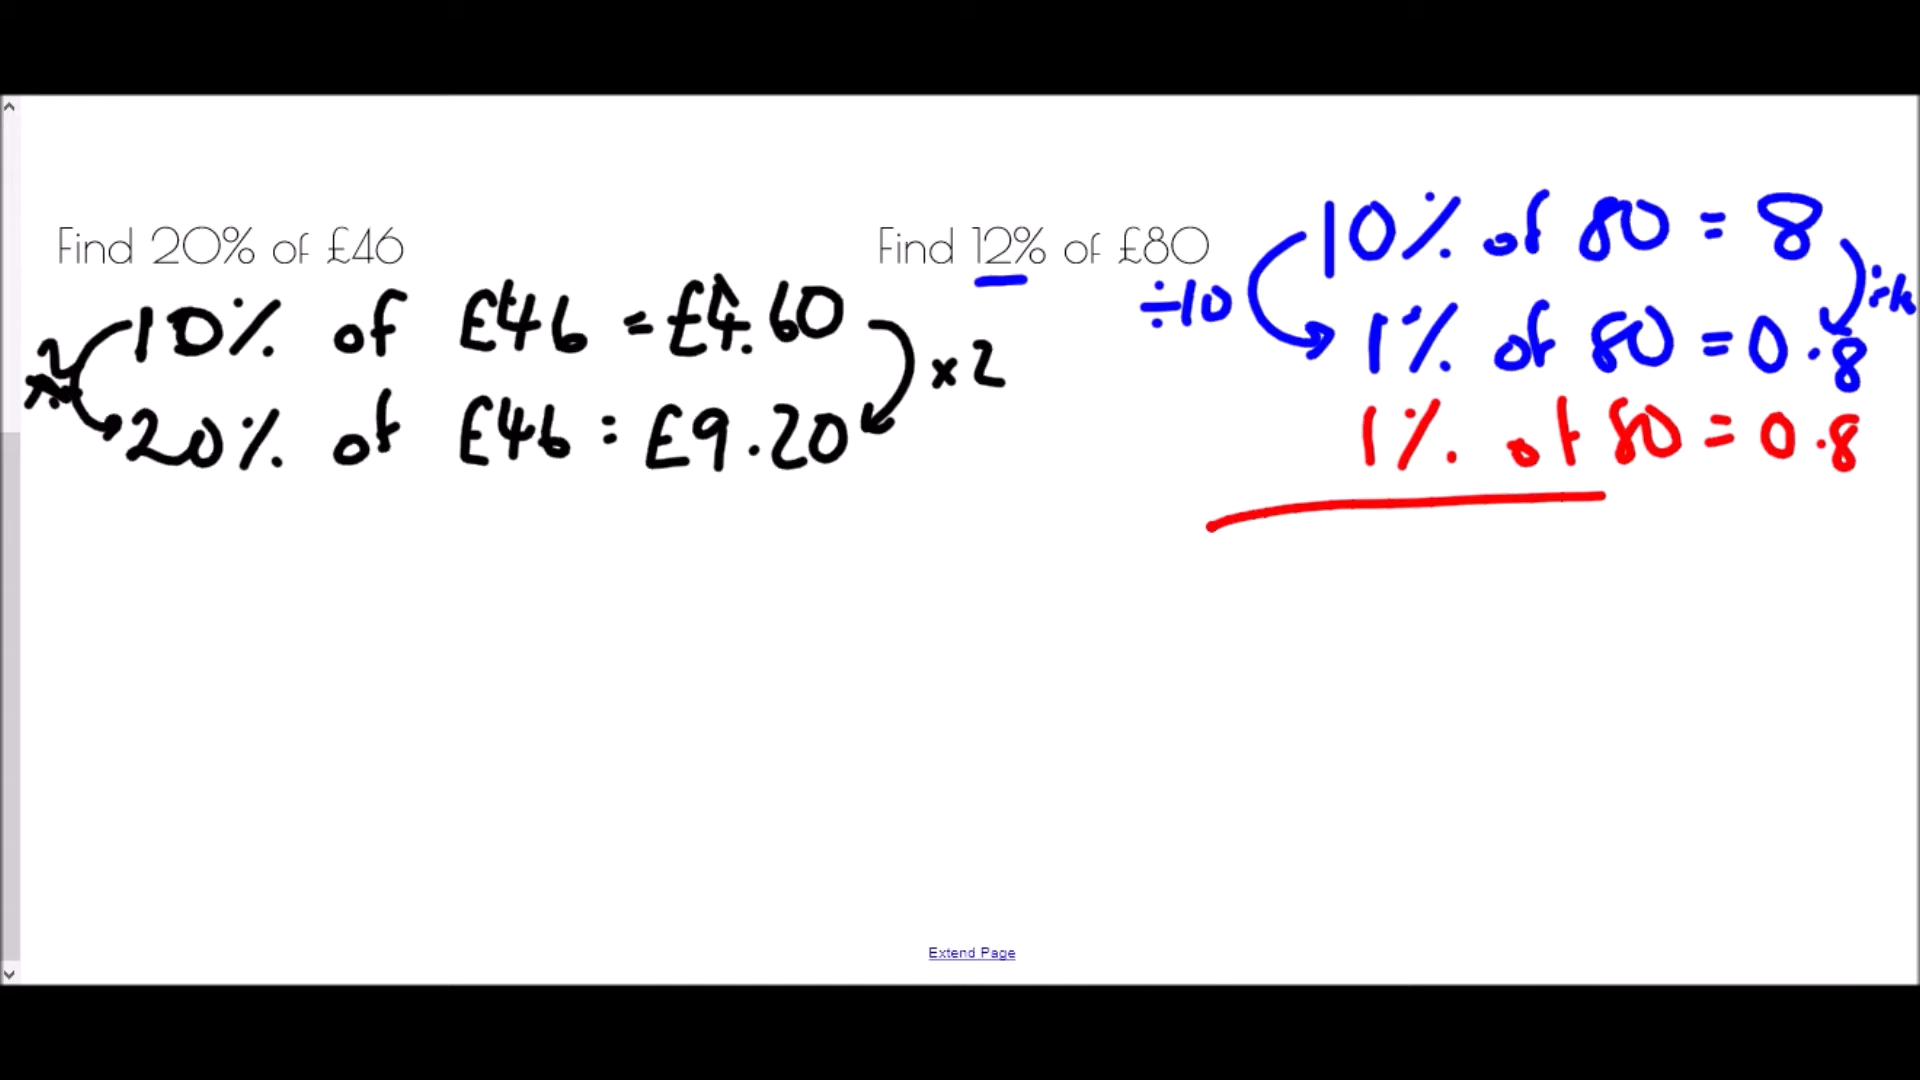 Find 20% of £46
10% of £46 = £4.60
×2
20% of £46 = £9.20
Find 12% of £80
10% of 80 = 8
÷10
1% of 80 = 0.8
1% of 80 = 0.8
Extend Page